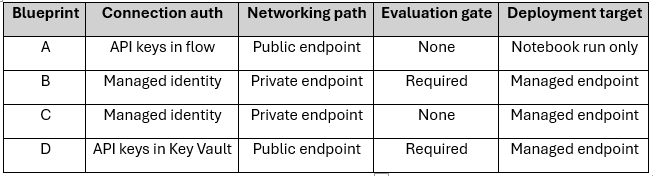 Blueprint Connection auth Networking path Evaluation gate Deployment target
A API keys in flow Public endpoint None Notebook run only
B Managed identity Private endpoint Required Managed endpoint
C Managed identity Private endpoint None Managed endpoint
D API keys in Key Vault Public endpoint Required Managed endpoint